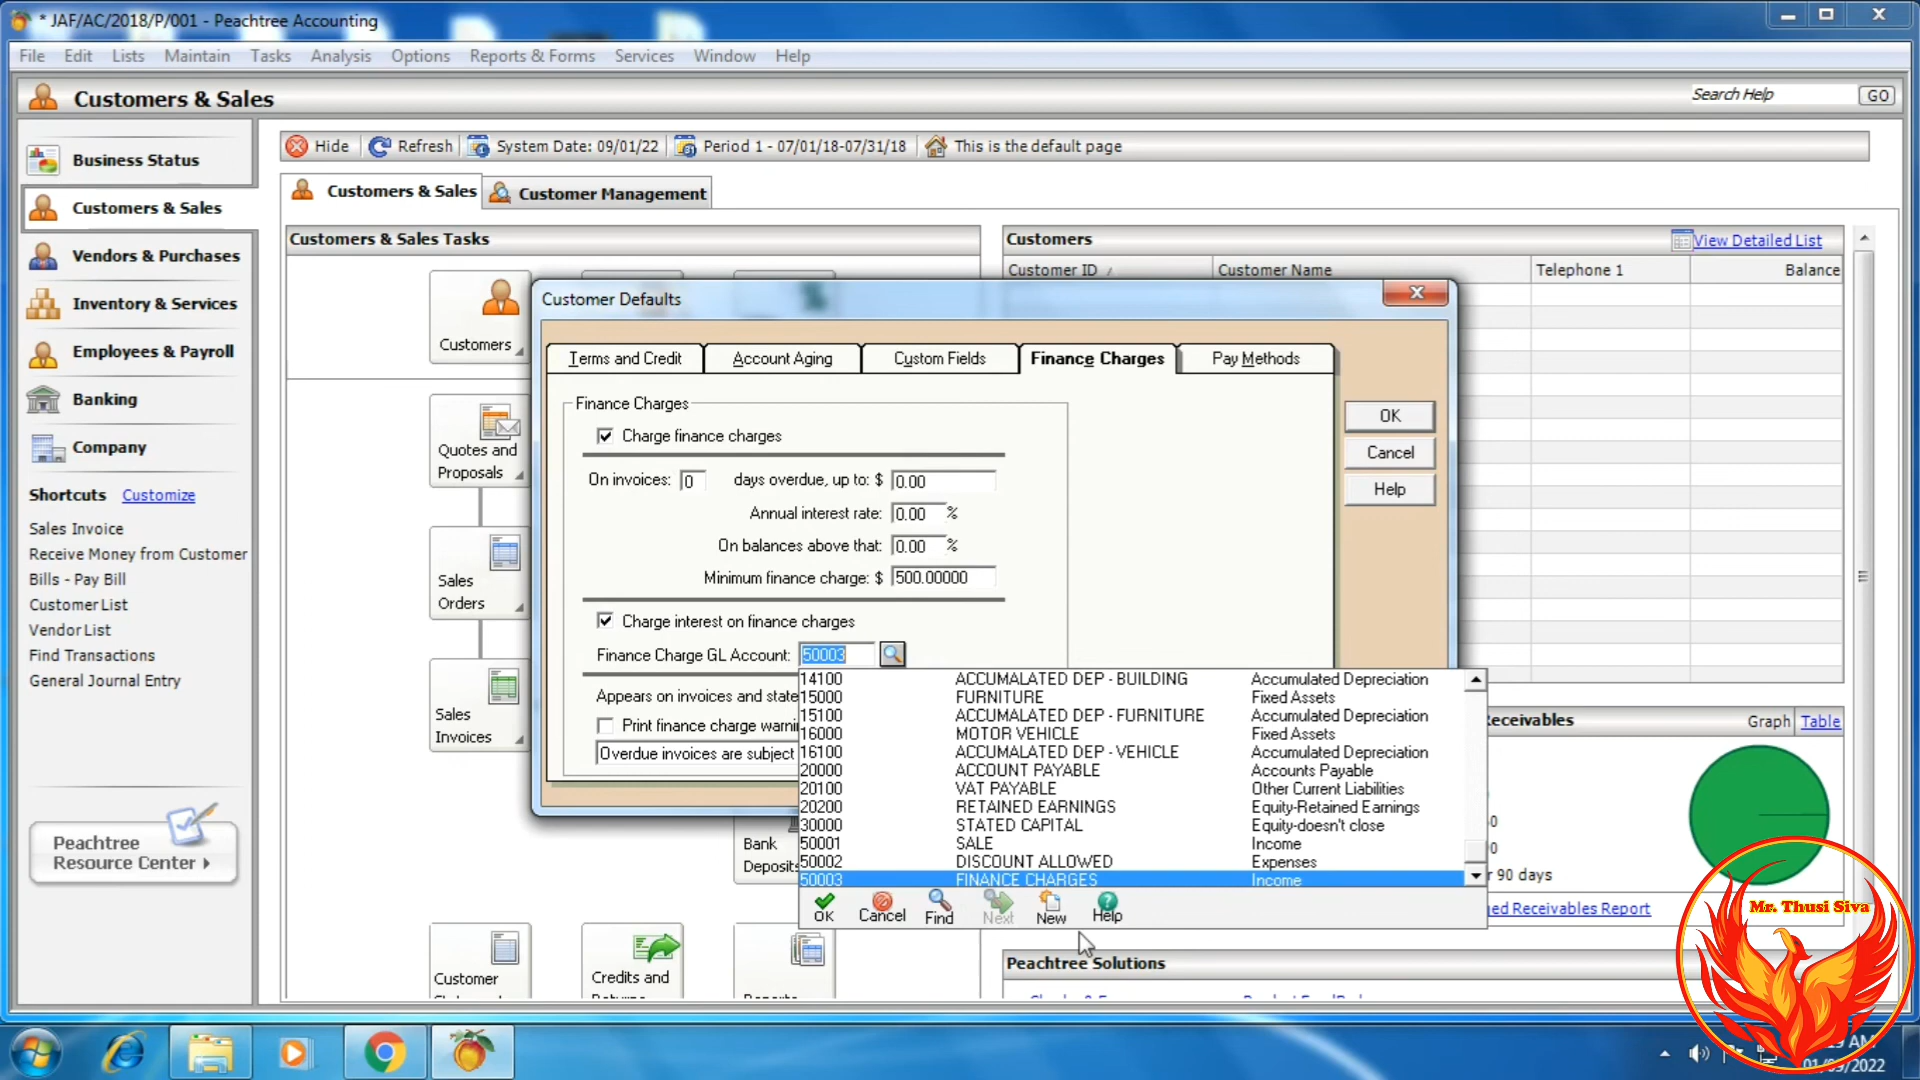 * JAF/AC/2018/P/001 - Peachtree Accounting
File Edit Lists Maintain Tasks Analysis Options Reports & Forms Services Window Help
Customers & Sales
Search Help GO
Business Status
Customers & Sales
Vendors & Purchases
Inventory & Services
Employees & Payroll
Banking
Company
Shortcuts Customize
Sales Invoice
Receive Money from Customer
Bills - Pay Bill
Customer List
Vendor List
Find Transactions
General Journal Entry
Peachtree
Resource Center
Hide Refresh System Date: 09/01/22 Period 1 - 07/01/18-07/31/18 This is the default page
Customers & Sales Customer Management
Customers & Sales Tasks
Customers
Quotes and
Proposals
Sales
Orders
Sales
Invoices
Bank
Deposits
Customer
Credits and
Customers View Detailed List
Customer ID Customer Name Telephone 1 Balance
Customer Defaults
Terms and Credit Account Aging Custom Fields Finance Charges Pay Methods
OK
Cancel
Help
Finance Charges
Charge finance charges
On invoices: 0 days overdue, up to: $ 0.00
Annual interest rate: 0.00 %
On balances above that: 0.00 %
Minimum finance charge: $ 500.00000
Charge interest on finance charges
Finance Charge GL Account: 50003
Appears on invoices and state
Print finance charge warni
Overdue invoices are subject
14100 ACCUMALATED DEP - BUILDING Accumulated Depreciation
15000 FURNITURE Fixed Assets
15100 ACCUMALATED DEP - FURNITURE Accumulated Depreciation
16000 MOTOR VEHICLE Fixed Assets
16100 ACCUMALATED DEP - VEHICLE Accumulated Depreciation
20000 ACCOUNT PAYABLE Accounts Payable
20100 VAT PAYABLE Other Current Liabilities
20200 RETAINED EARNINGS Equity-Retained Earnings
30000 STATED CAPITAL Equity-doesn't close
50001 SALE Income
50002 DISCOUNT ALLOWED Expenses
50003 FINANCE CHARGES Income
OK Cancel Find Next New Help
Receivables Graph Table
0
0
r 90 days
ged Receivables Report
Peachtree Solutions
Mr. Thusi Siva
01/09/2022